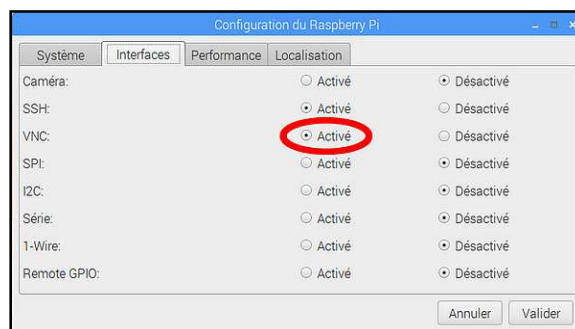 Configuration du Raspberry Pi
Système Interfaces Performance Localisation
Caméra: Activé Désactivé
SSH: Activé Désactivé
VNC: Activé Désactivé
SPI: Activé Désactivé
I2C: Activé Désactivé
Série: Activé Désactivé
1-Wire: Activé Désactivé
Remote GPIO: Activé Désactivé
Annuler Valider